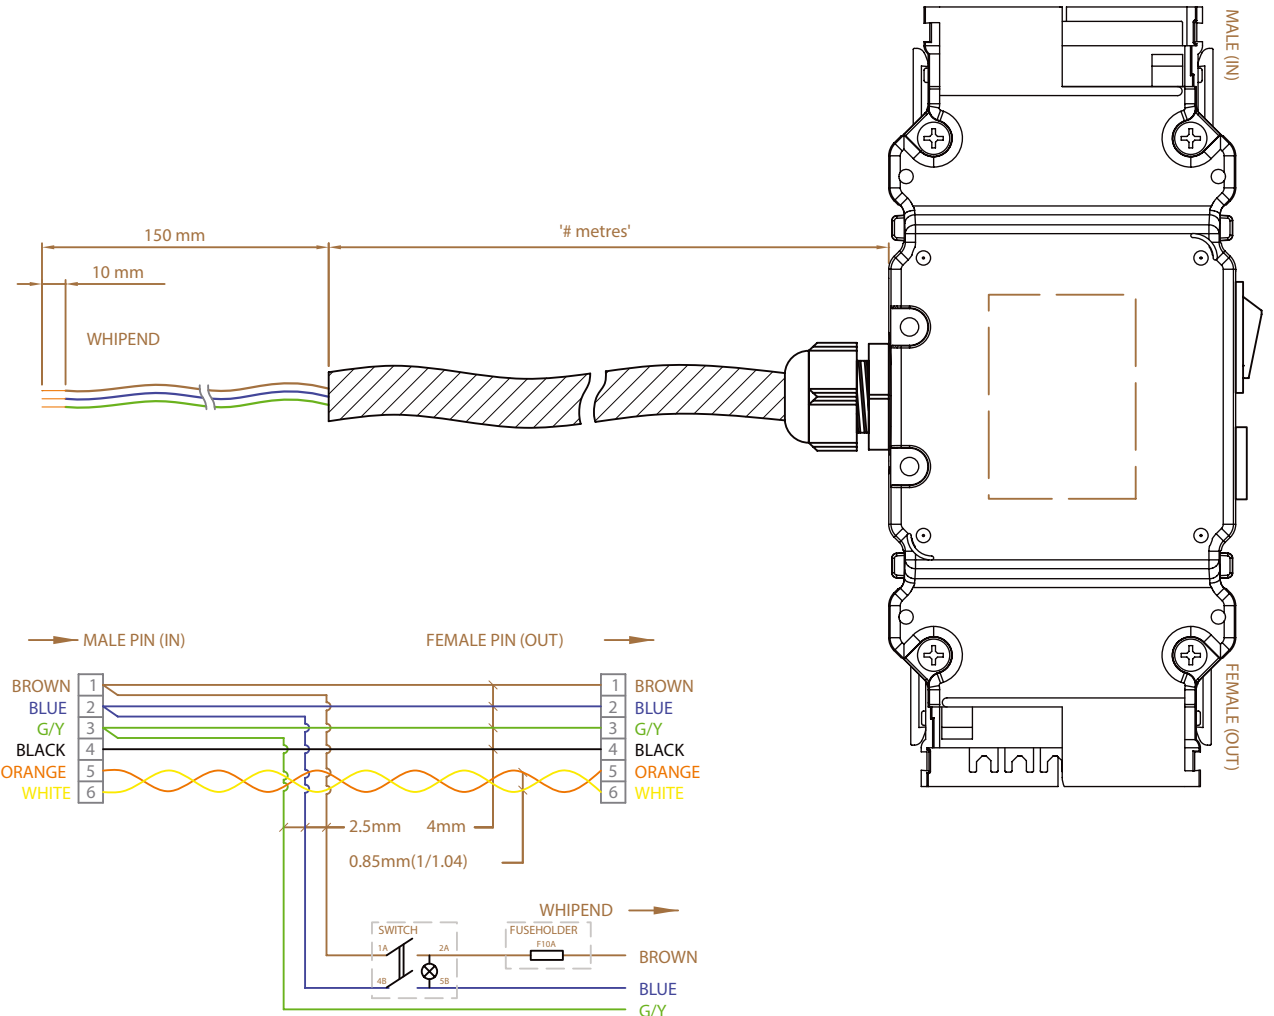 MALE (IN)
150 mm
'# metres'
10 mm
WHIPEND
FEMALE (OUT)
MALE PIN (IN)
FEMALE PIN (OUT)
BROWN 1 1 BROWN
BLUE 2 2 BLUE
G/Y 3 3 G/Y
BLACK 4 4 BLACK
ORANGE 5 5 ORANGE
WHITE 6 6 WHITE
2.5mm 4mm
0.85mm(1/1.04)
WHIPEND
SWITCH FUSEHOLDER
1A 2A F10A
BROWN
4B 5B
BLUE
G/Y